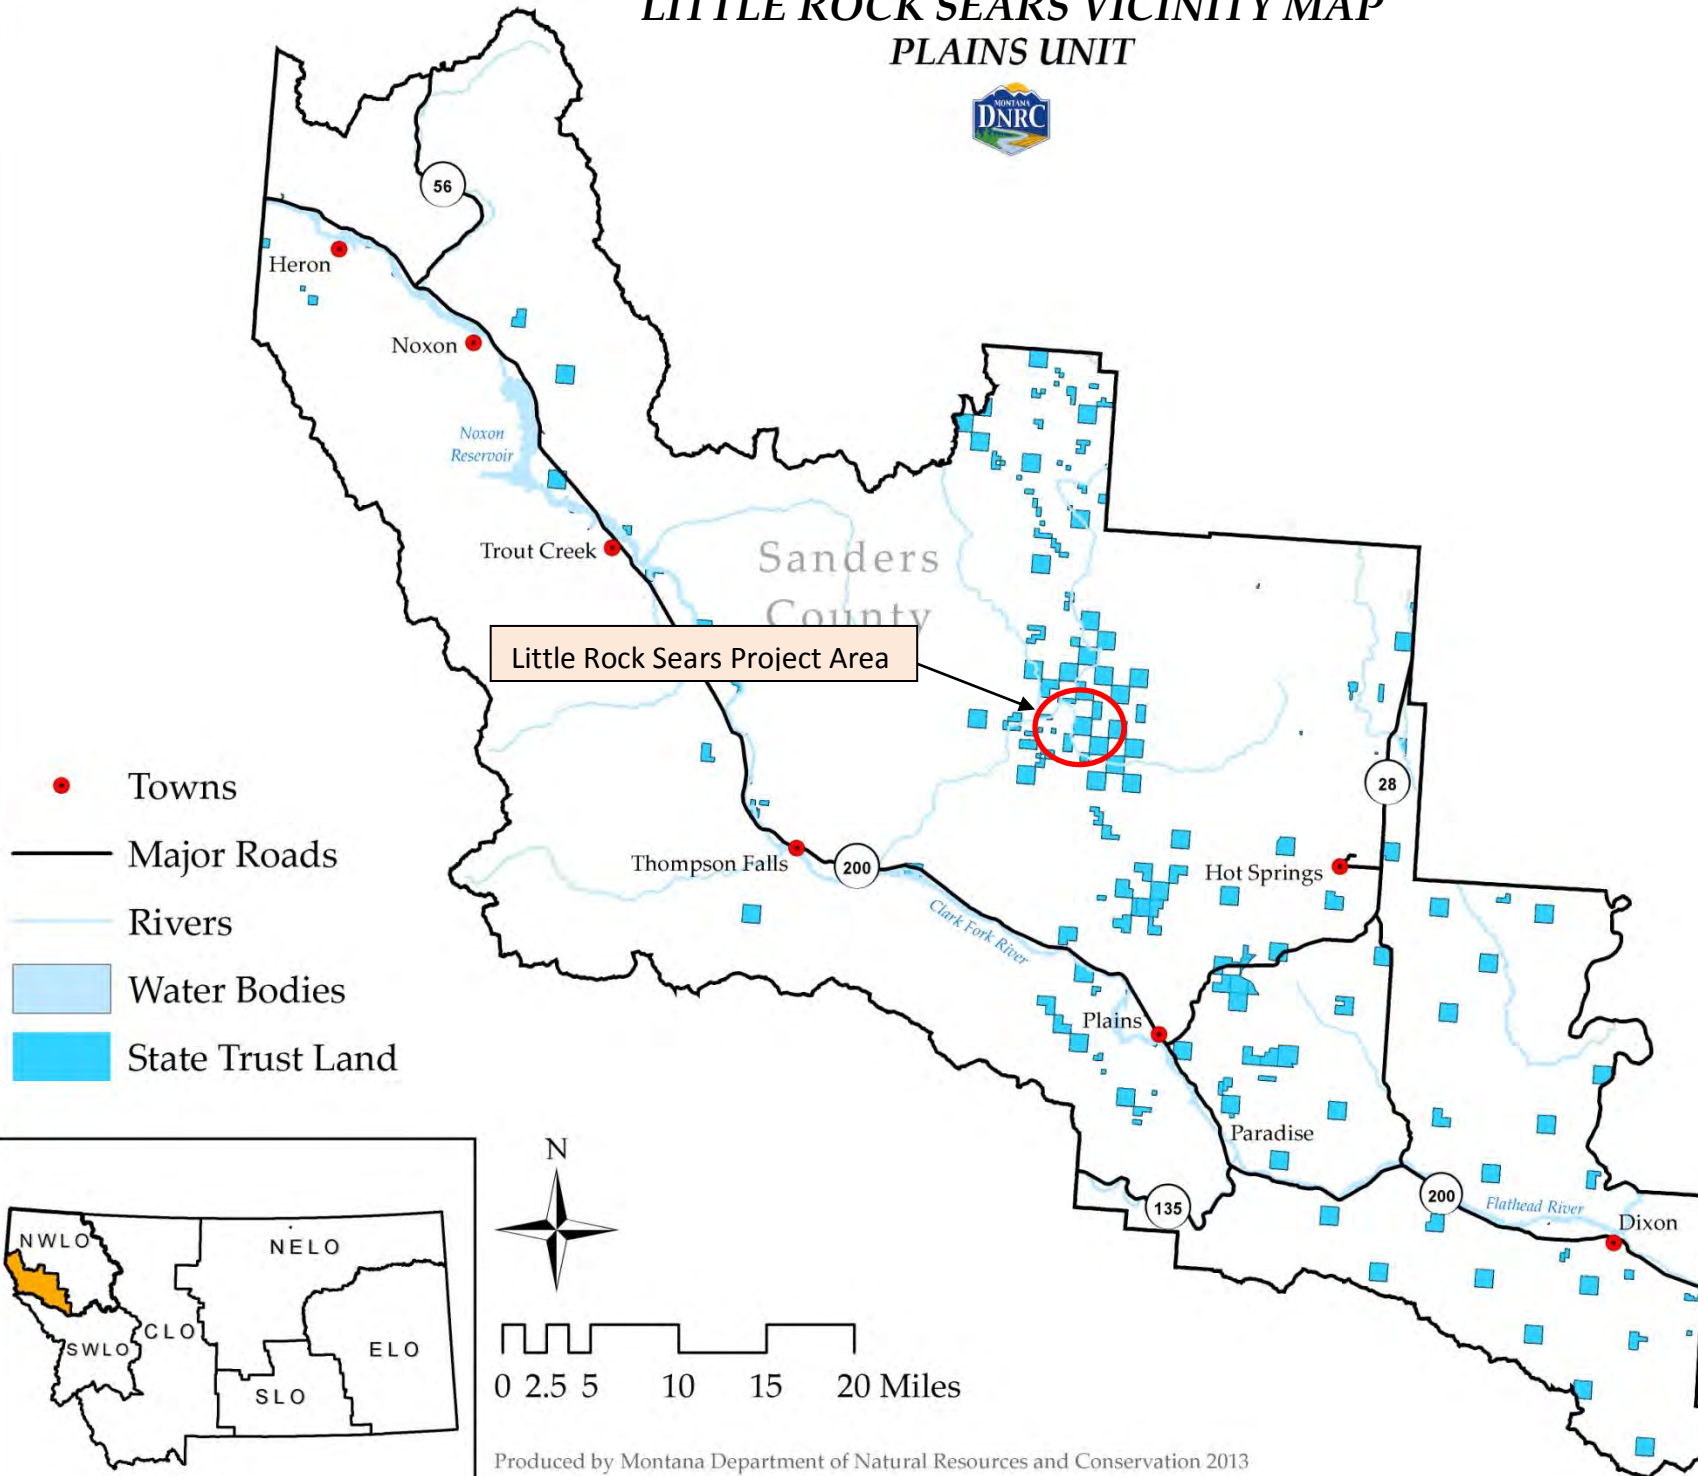 LITTLE ROCK SEARS VICINITY MAP
PLAINS UNIT
MONTANA
DNRC
56
Heron
Noxon
Noxon
Reservoir
Trout Creek
Sanders
County
Little Rock Sears Project Area
28
Thompson Falls
200
Hot Springs
Clark Fork River
Plains
Paradise
135
200
Flathead River
Dixon
Towns
Major Roads
Rivers
Water Bodies
State Trust Land
NWLO
NELO
CLO
SWLO
ELO
SLO
N
0 2.5 5 10 15 20 Miles
Produced by Montana Department of Natural Resources and Conservation 2013